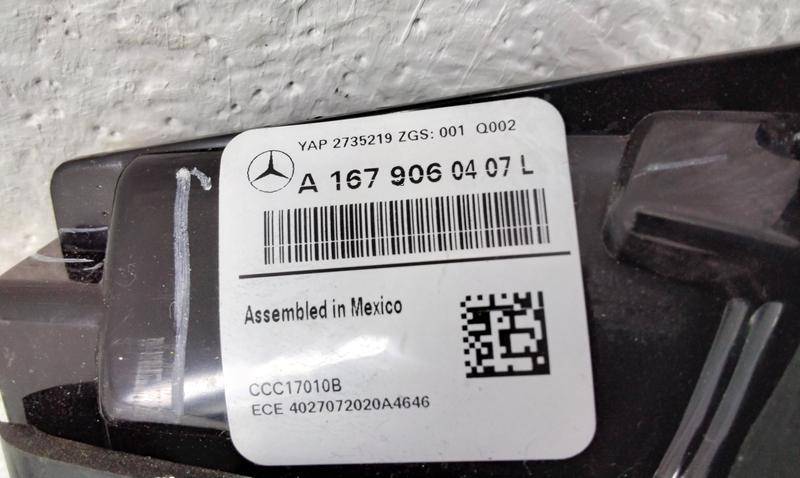 YAP 2735219 ZGS: 001 Q002
A 167 906 04 07 L
Assembled in Mexico
CCC17010B
ECE 4027072020A4646